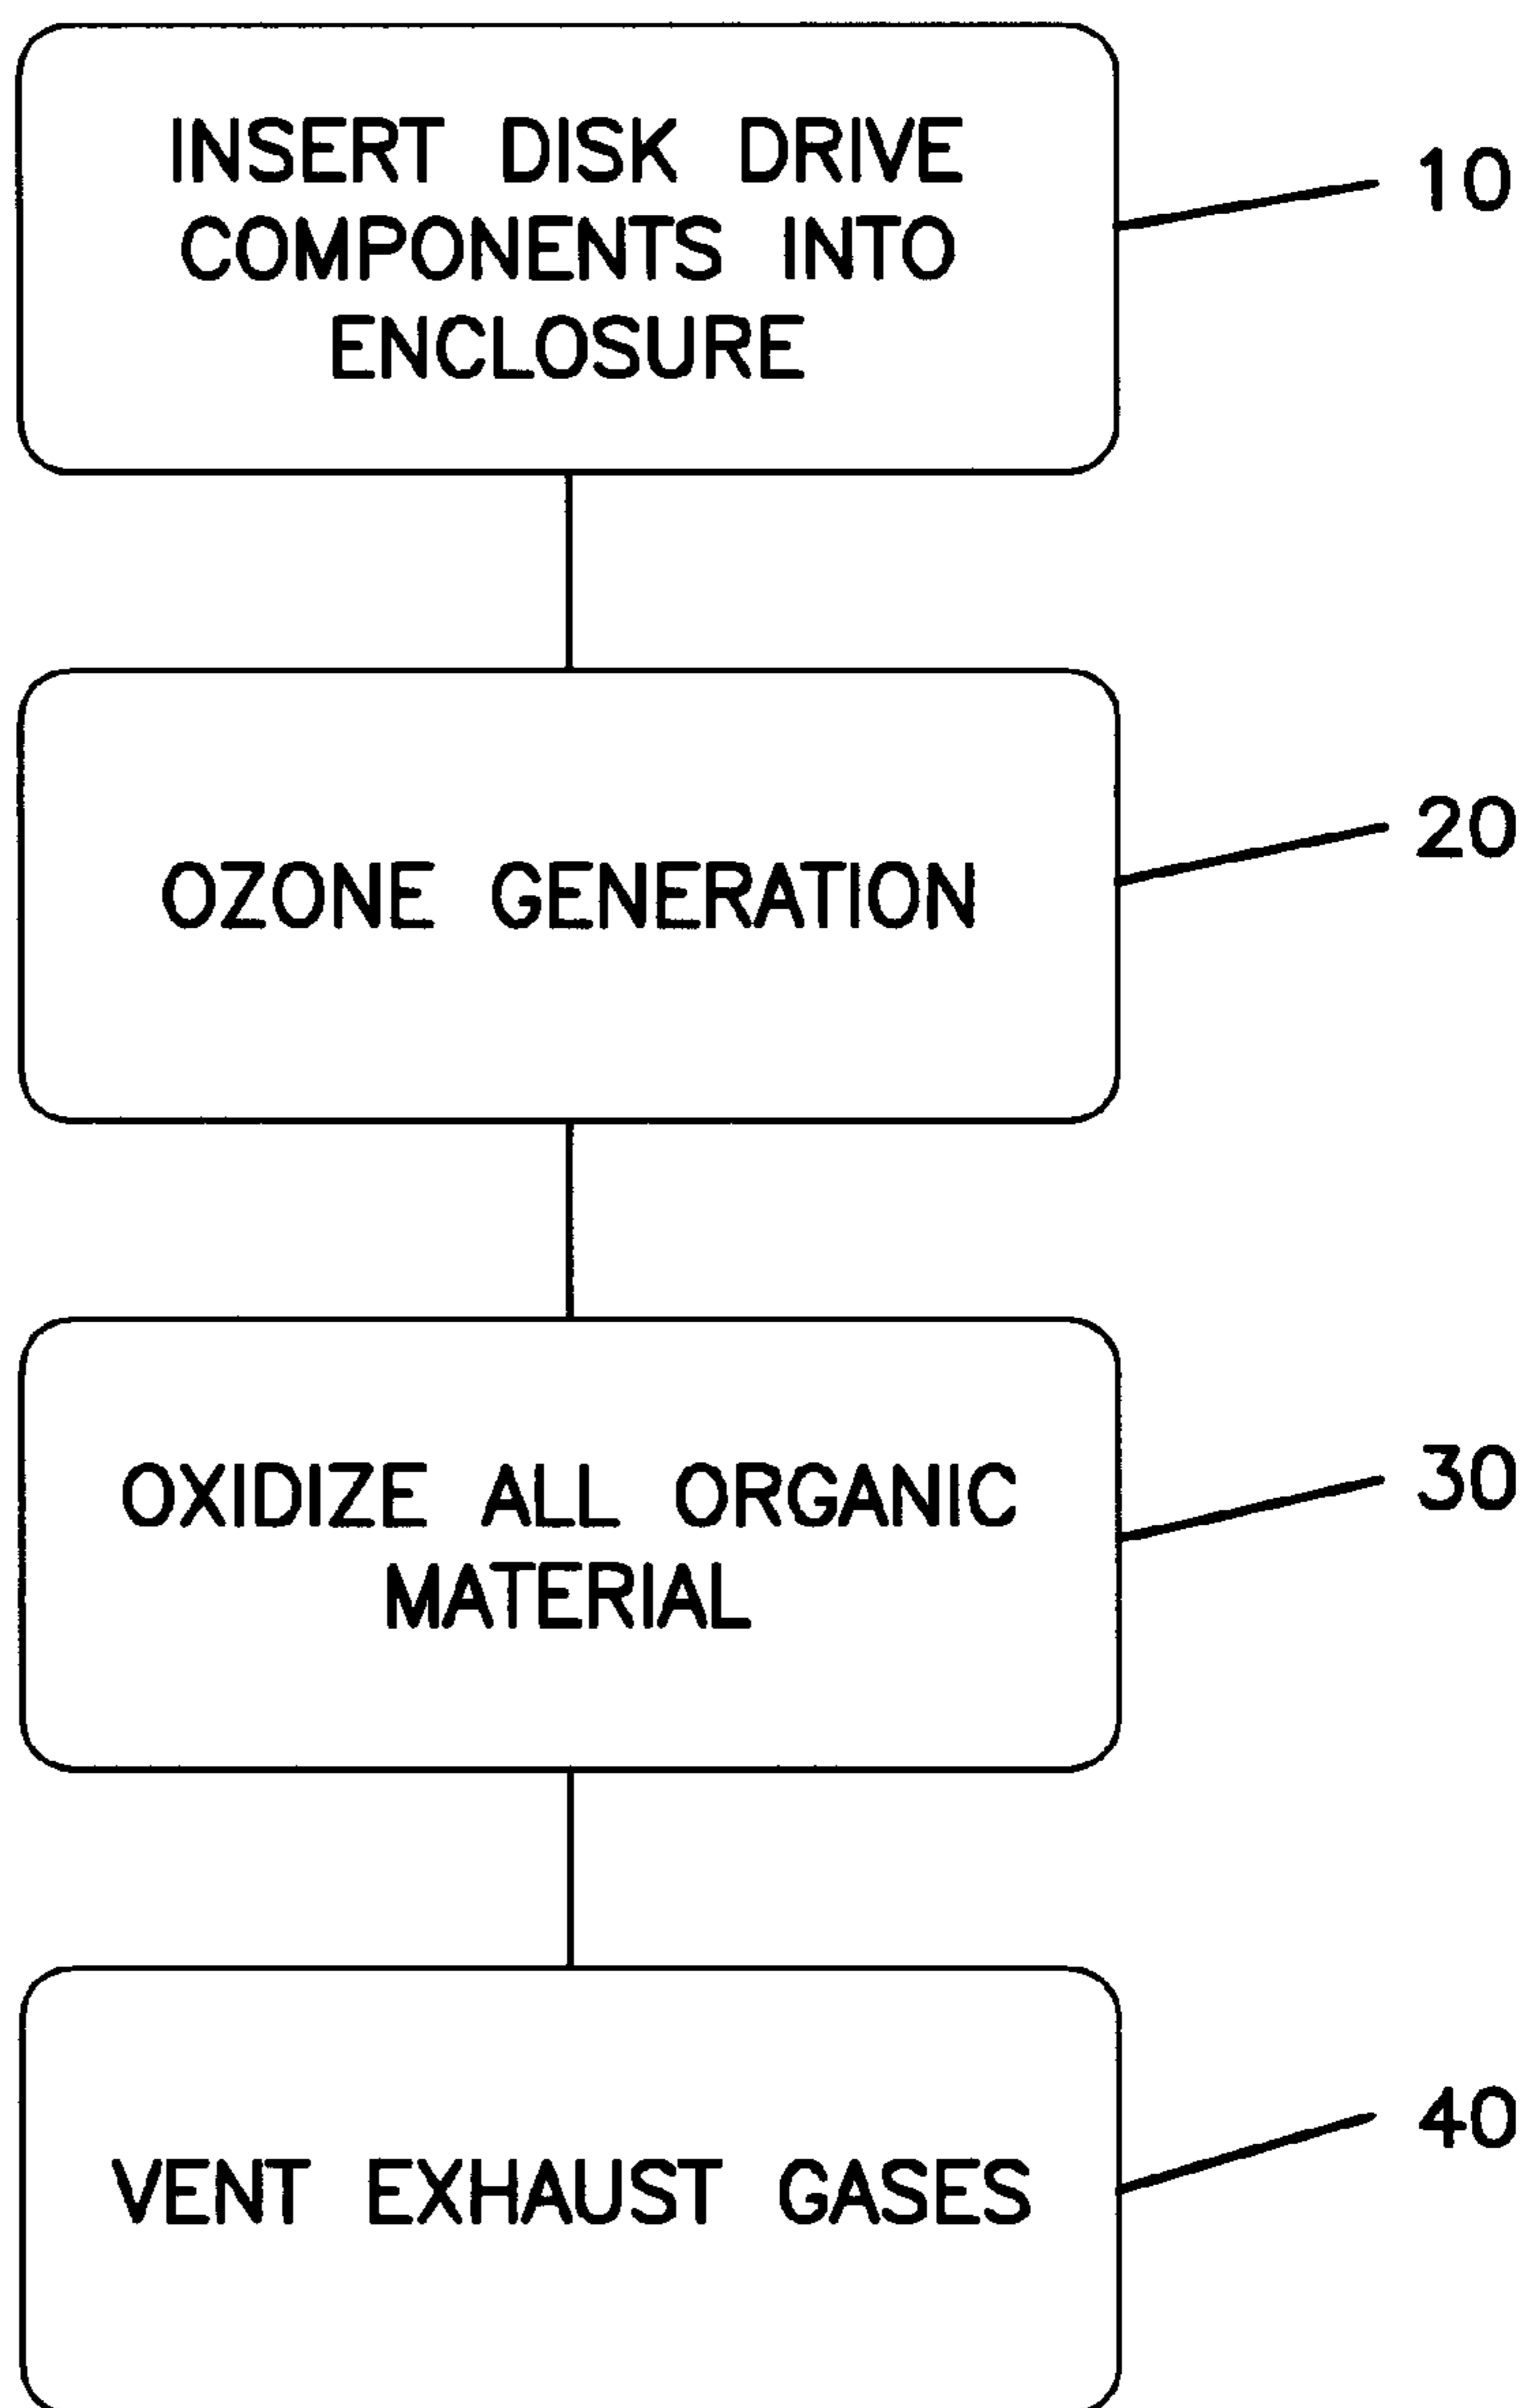 INSERT DISK DRIVE
COMPONENTS INTO
ENCLOSURE
10
OZONE GENERATION
20
OXIDIZE ALL ORGANIC
MATERIAL
30
VENT EXHAUST GASES
40